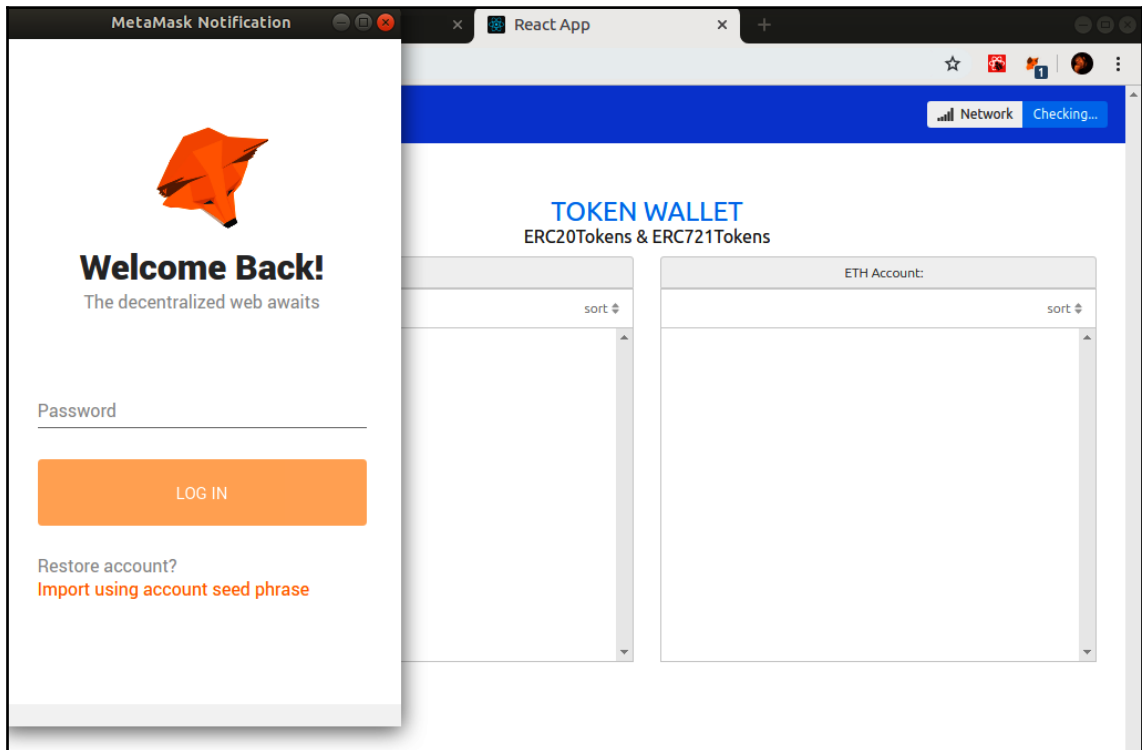 MetaMask Notification
React App
1
Network
Checking...
Welcome Back!
The decentralized web awaits
Password
LOG IN
Restore account?
Import using account seed phrase
TOKEN WALLET
ERC20Tokens & ERC721Tokens
sort
ETH Account:
sort